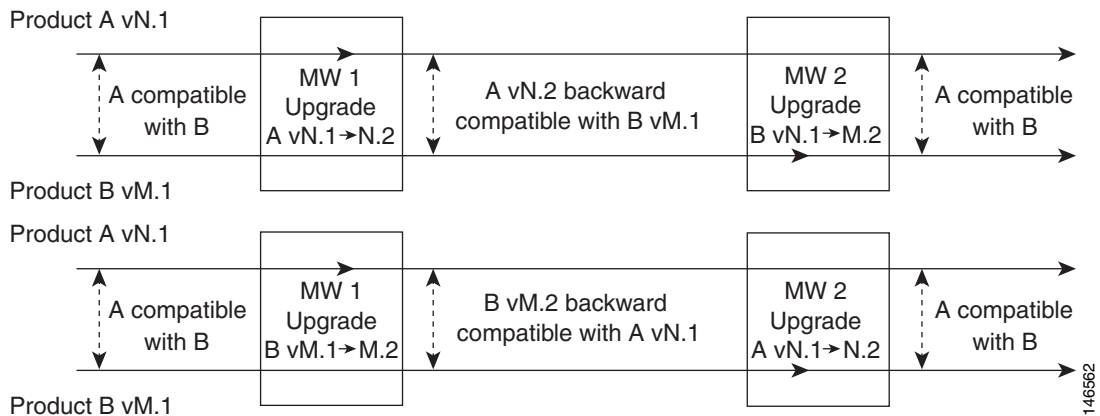 Product A vN.1
A compatible
with B
MW 1
Upgrade
A vN.1→N.2
A vN.2 backward
compatible with B vM.1
MW 2
Upgrade
B vN.1→M.2
A compatible
with B
Product B vM.1
Product A vN.1
A compatible
with B
MW 1
Upgrade
B vM.1→M.2
B vM.2 backward
compatible with A vN.1
MW 2
Upgrade
A vN.1→N.2
A compatible
with B
Product B vM.1
146562